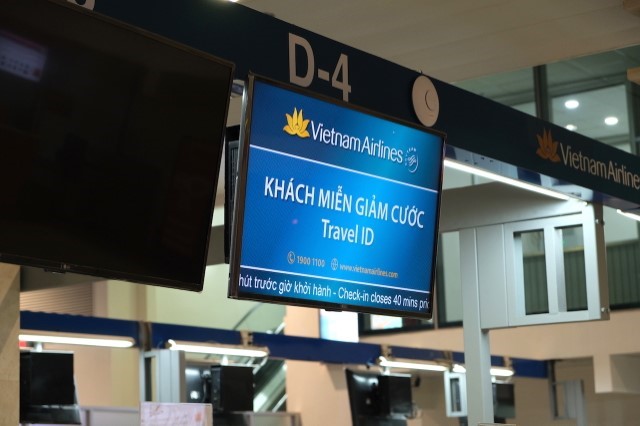 D-4
Vietnam Airlines
KHÁCH MIỄN GIẢM CƯỚC
Travel ID
1900 1100 www.vietnamairlines.com
hút trước giờ khởi hành - Check-in closes 40 mins pri
Vietnam Airlines